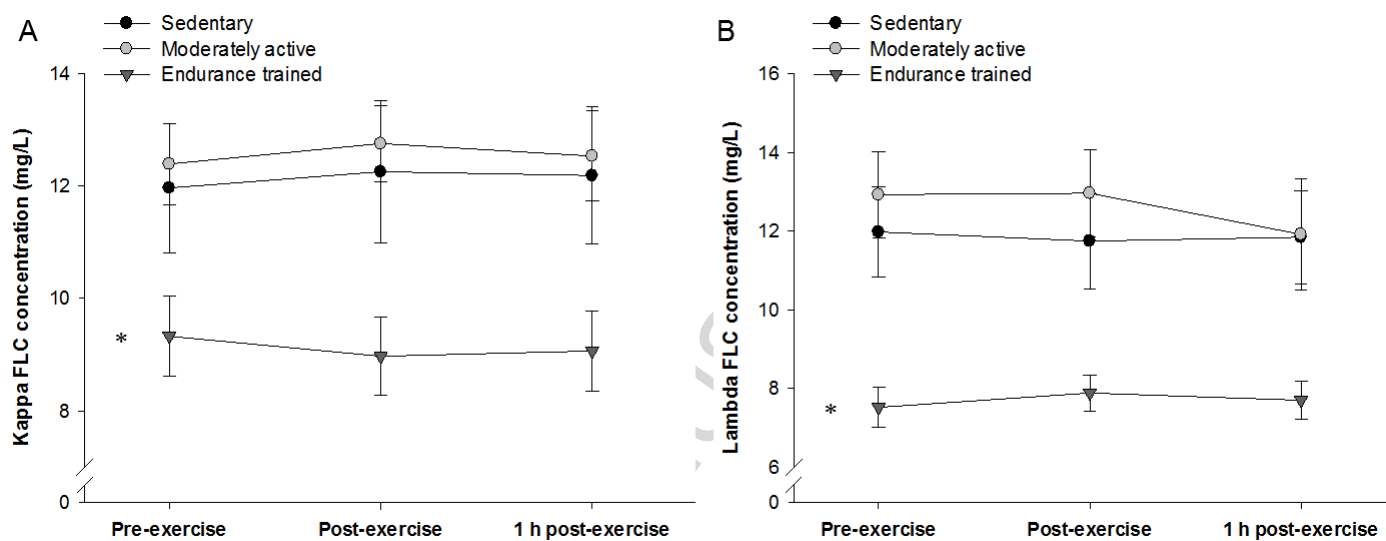 A
Sedentary
Moderately active
Endurance trained
14
12
10
8
0
Kappa FLC concentration (mg/L)
*
Pre-exercise
Post-exercise
1 h post-exercise
B
Sedentary
Moderately active
Endurance trained
16
14
12
10
8
6
0
Lambda FLC concentration (mg/L)
*
Pre-exercise
Post-exercise
1 h post-exercise